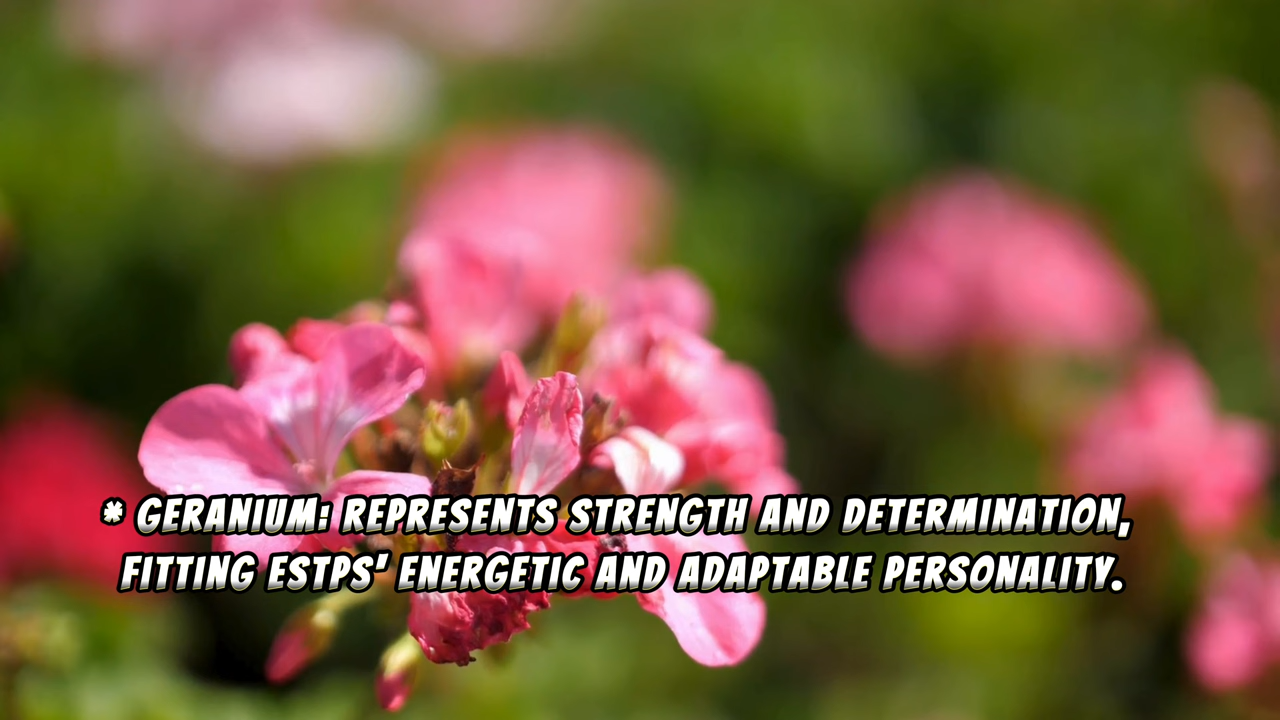 * GERANIUM: REPRESENTS STRENGTH AND DETERMINATION,
FITTING ESTPS' ENERGETIC AND ADAPTABLE PERSONALITY.